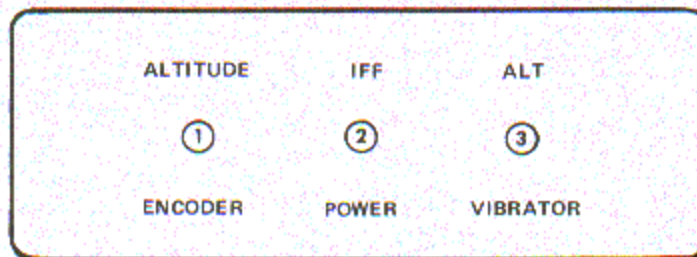 ALTITUDE IFF ALT
1 2 3
ENCODER POWER VIBRATOR